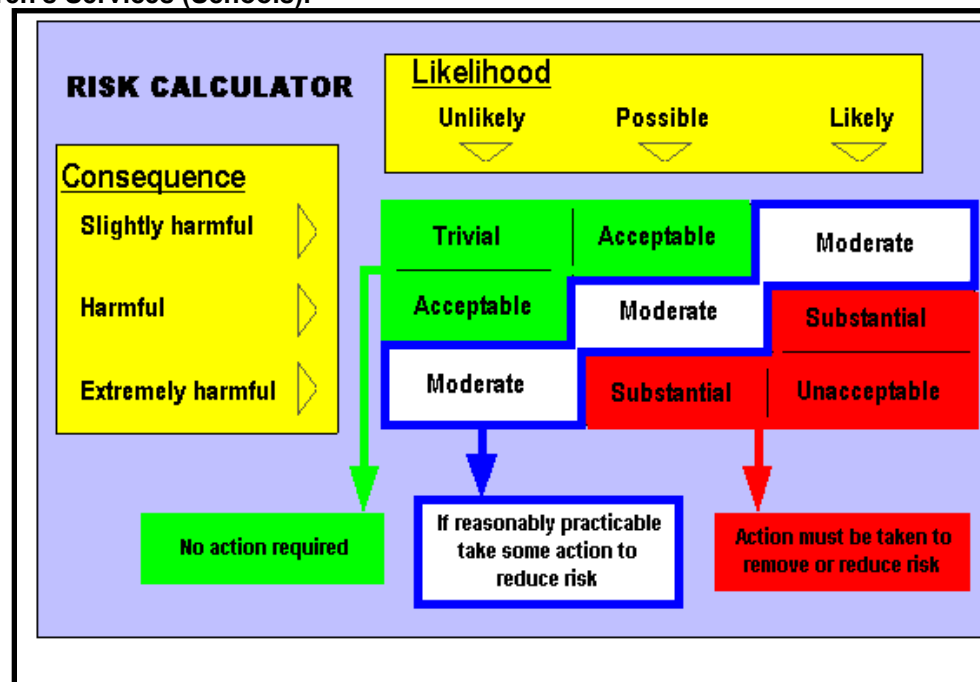 Services (Schools).
RISK CALCULATOR
Likelihood
Unlikely Possible Likely
Consequence
Slightly harmful
Trivial Acceptable Moderate
Harmful
Acceptable Moderate Substantial
Extremely harmful
Moderate Substantial Unacceptable
No action required
If reasonably practicable
take some action to
reduce risk
Action must be taken to
remove or reduce risk